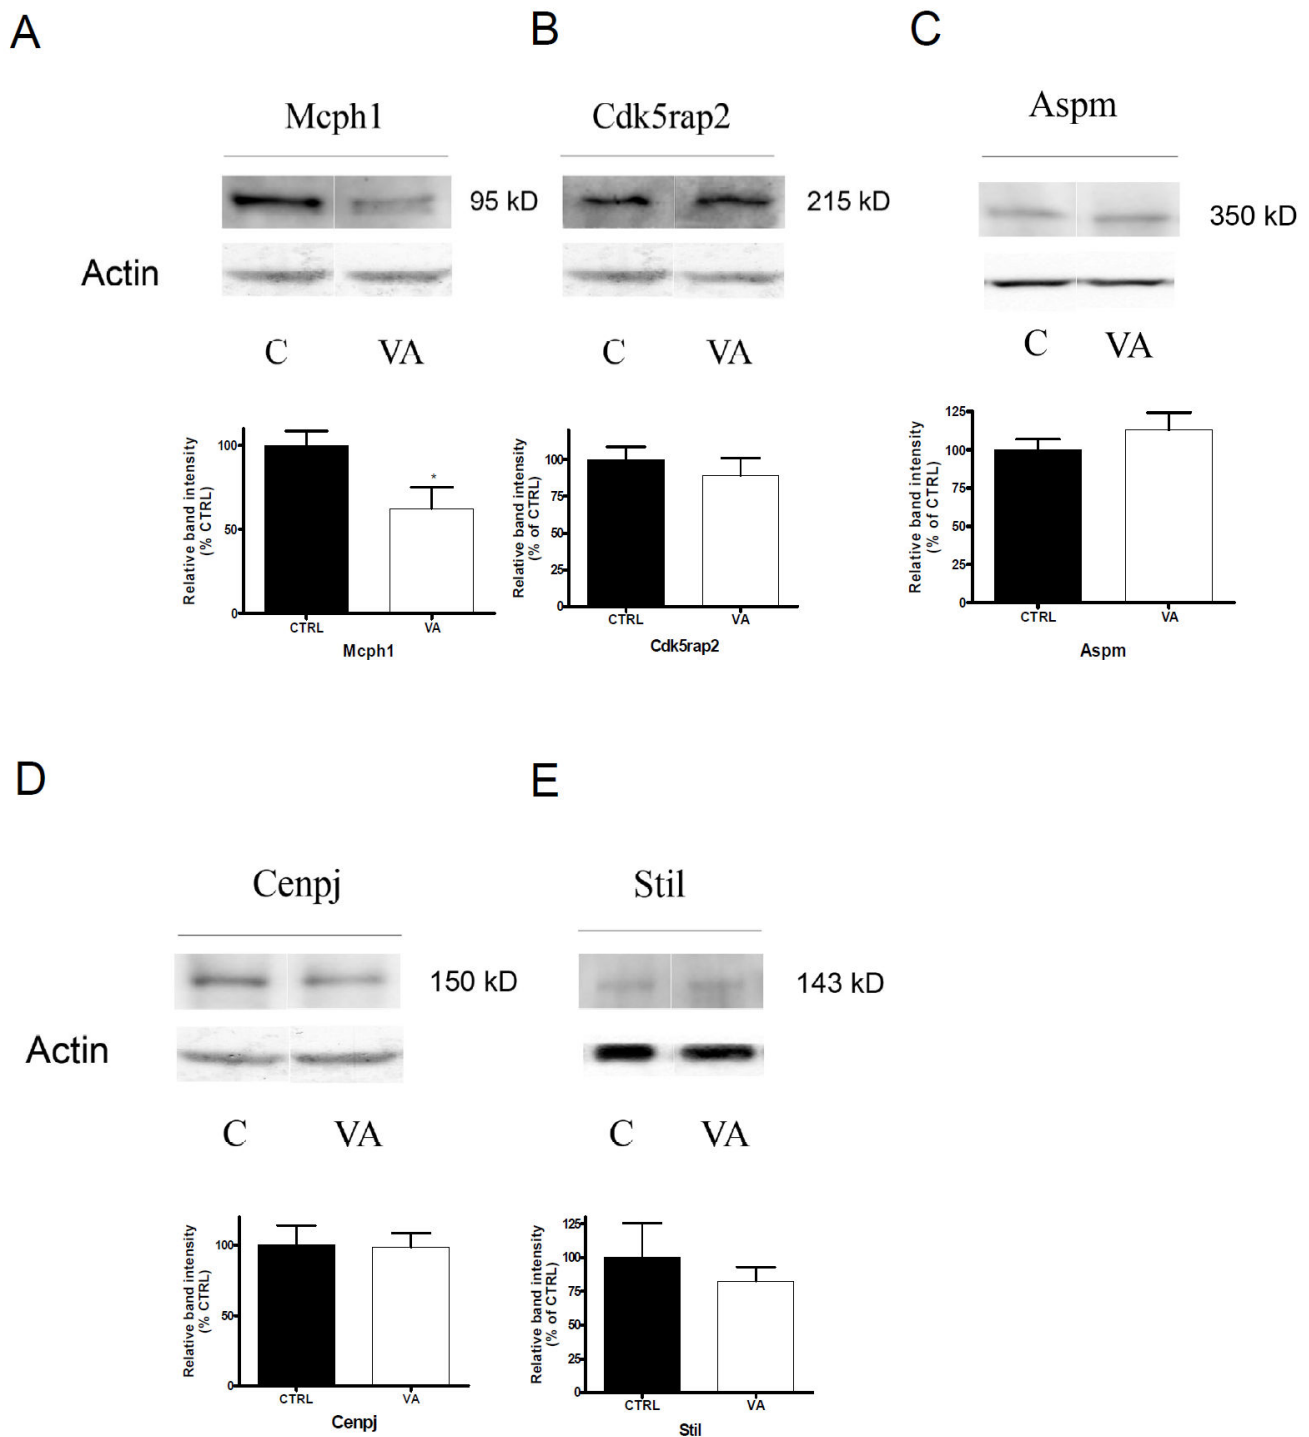 A
B
C
Mcph1
Cdk5rap2
Aspm
95 kD
215 kD
350 kD
Actin
C VA
C VA
C VA
Relative band intensity
(% CTRL)
100
50
0
*
CTRL VA
Mcph1
Relative band intensity
(% of CTRL)
100
75
50
25
0
CTRL VA
Cdk5rap2
Relative band intensity
(% of CTRL)
125
100
75
50
25
0
CTRL VA
Aspm
D
E
Cenpj
Stil
150 kD
143 kD
Actin
C VA
C VA
Relative band intensity
(% CTRL)
100
50
0
CTRL VA
Cenpj
Relative band intensity
(% of CTRL)
125
100
75
50
25
0
CTRL VA
Stil